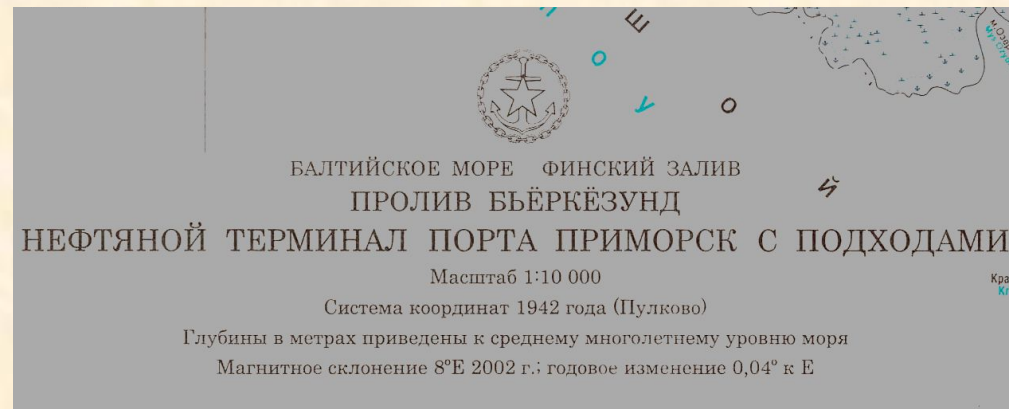 БАЛТИЙСКОЕ МОРЕ ФИНСКИЙ ЗАЛИВ
ПРОЛИВ БЬЁРКЁЗУНД
НЕФТЯНОЙ ТЕРМИНАЛ ПОРТА ПРИМОРСК С ПОДХОДАМИ
Масштаб 1:10 000
Система координат 1942 года (Пулково)
Глубины в метрах приведены к среднему многолетнему уровню моря
Магнитное склонение 8°E 2002 г.; годовое изменение 0,04° к E